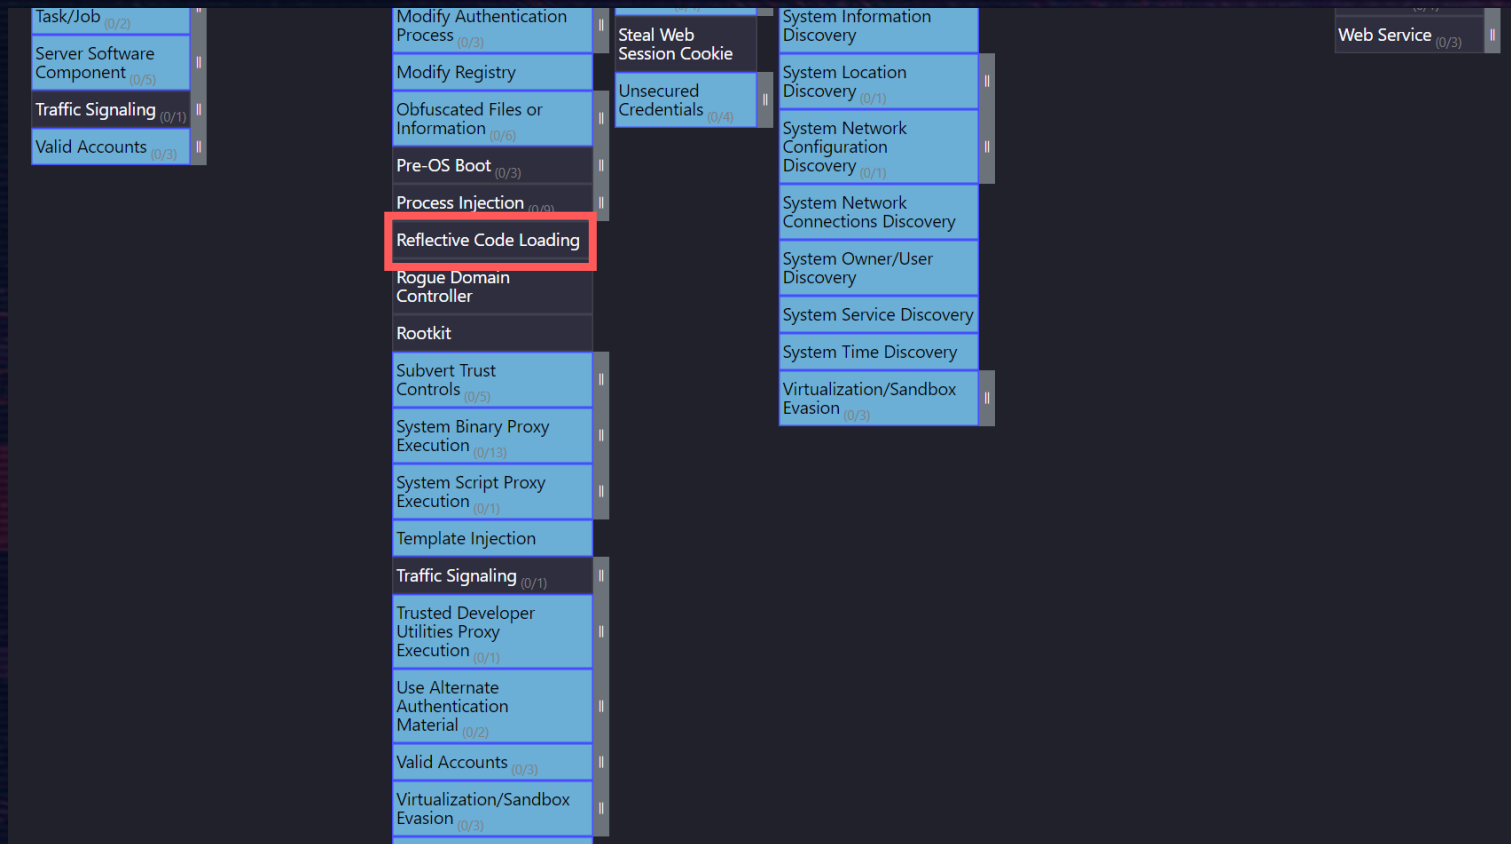 Task/Job (0/2)
Server Software
Component (0/5)
Traffic Signaling (0/1)
Valid Accounts (0/3)
Modify Authentication
Process (0/3)
Modify Registry
Obfuscated Files or
Information (0/6)
Pre-OS Boot (0/3)
Process Injection (0/9)
Reflective Code Loading
Rogue Domain
Controller
Rootkit
Subvert Trust
Controls (0/5)
System Binary Proxy
Execution (0/13)
System Script Proxy
Execution (0/1)
Template Injection
Traffic Signaling (0/1)
Trusted Developer
Utilities Proxy
Execution (0/1)
Use Alternate
Authentication
Material (0/2)
Valid Accounts (0/3)
Virtualization/Sandbox
Evasion (0/3)
Steal Web
Session Cookie
Unsecured
Credentials (0/4)
System Information
Discovery
System Location
Discovery (0/1)
System Network
Configuration
Discovery (0/1)
System Network
Connections Discovery
System Owner/User
Discovery
System Service Discovery
System Time Discovery
Virtualization/Sandbox
Evasion (0/3)
Web Service (0/3)